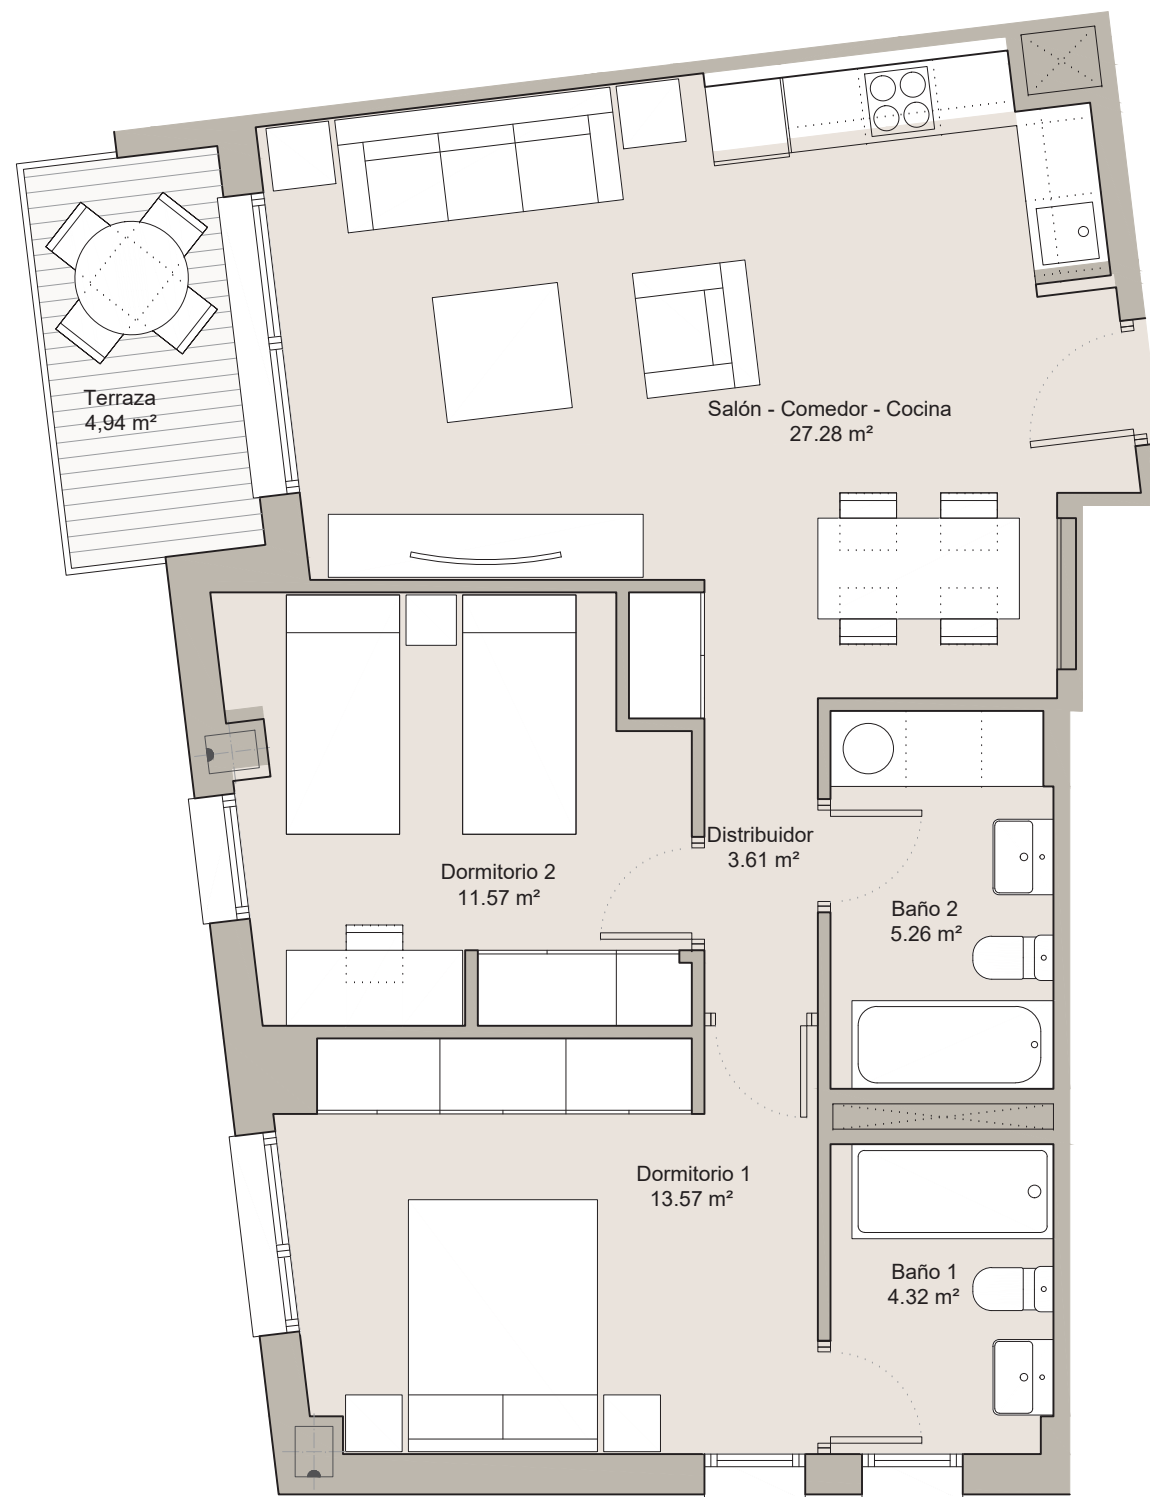 Terraza
4,94 m²
Salón - Comedor - Cocina
27.28 m²
Distribuidor
3.61 m²
Dormitorio 2
11.57 m²
Baño 2
5.26 m²
Dormitorio 1
13.57 m²
Baño 1
4.32 m²